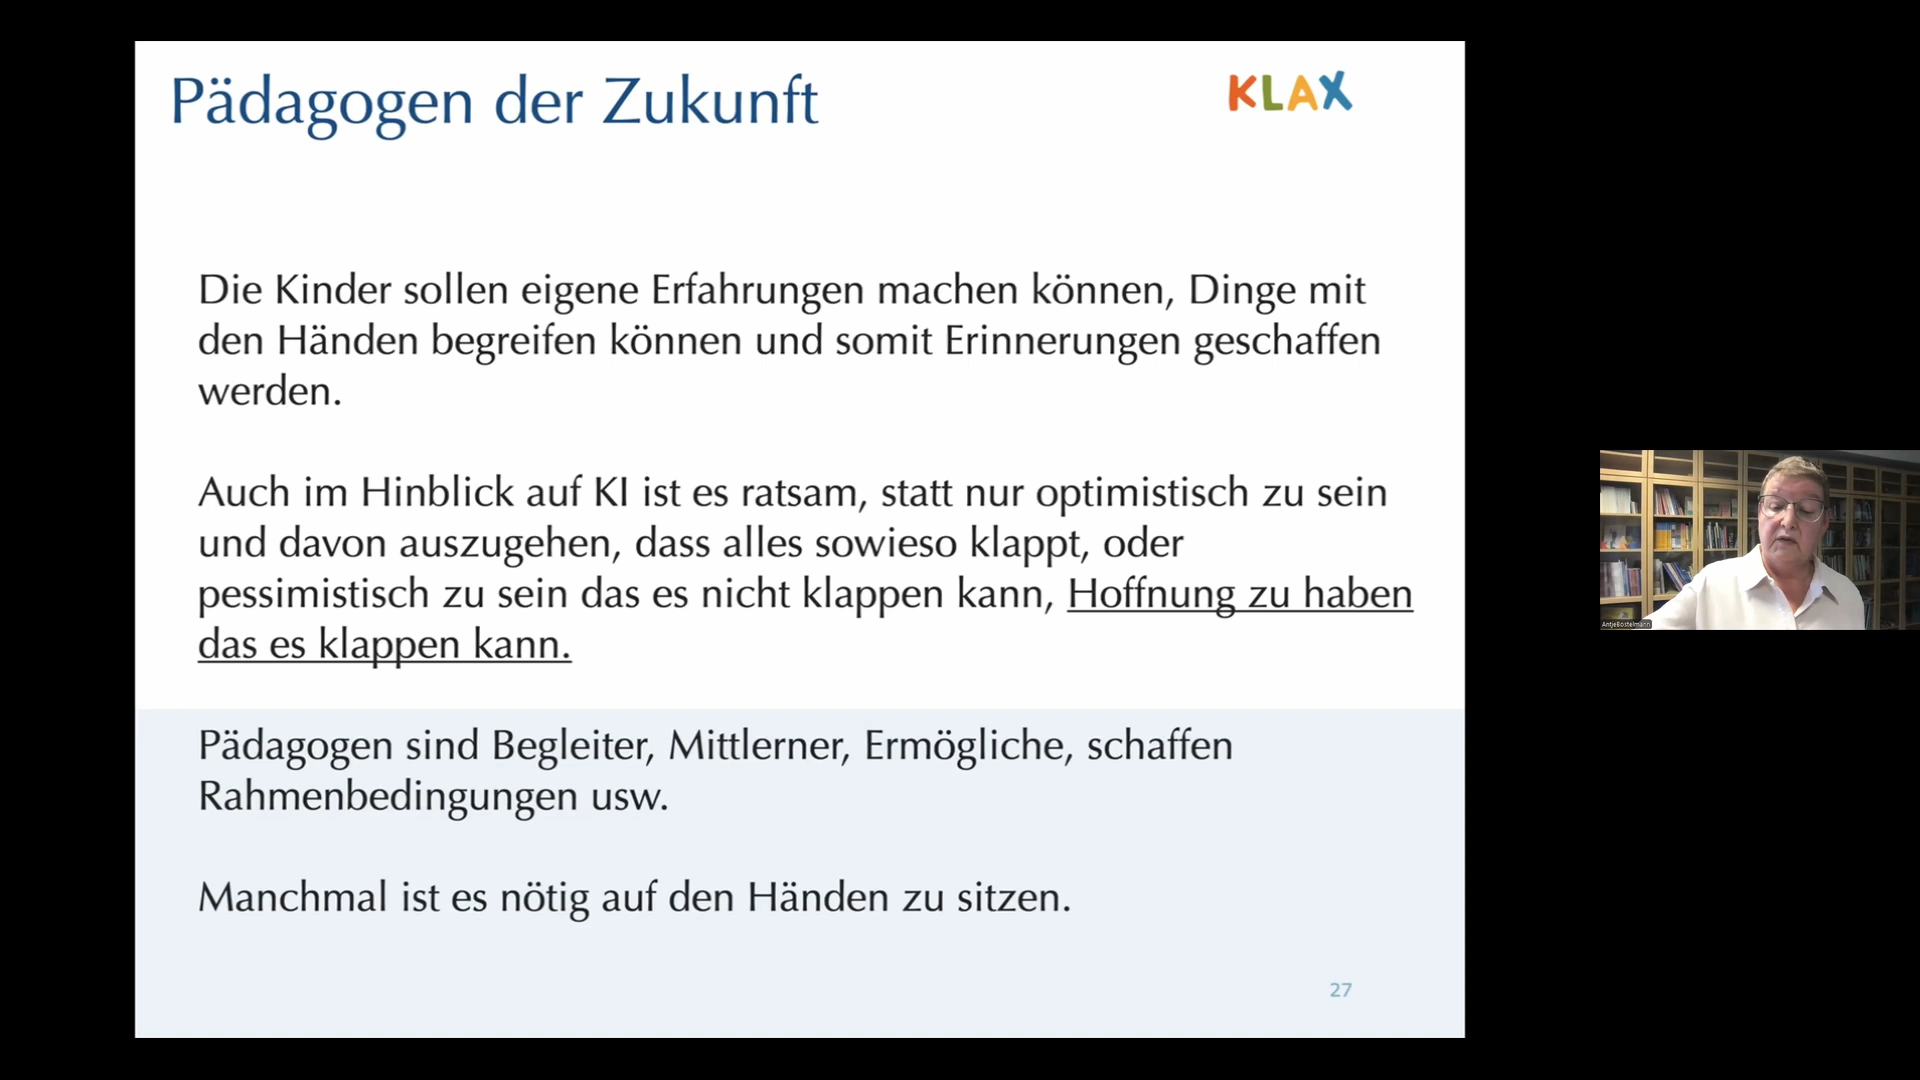 Pädagogen der Zukunft
KLAX
Die Kinder sollen eigene Erfahrungen machen können, Dinge mit
den Händen begreifen können und somit Erinnerungen geschaffen
werden.
Auch im Hinblick auf KI ist es ratsam, statt nur optimistisch zu sein
und davon auszugehen, dass alles sowieso klappt, oder
pessimistisch zu sein das es nicht klappen kann, Hoffnung zu haben
das es klappen kann.
Pädagogen sind Begleiter, Mittlerner, Ermögliche, schaffen
Rahmenbedingungen usw.
Manchmal ist es nötig auf den Händen zu sitzen.
27
AntjeBostelmann